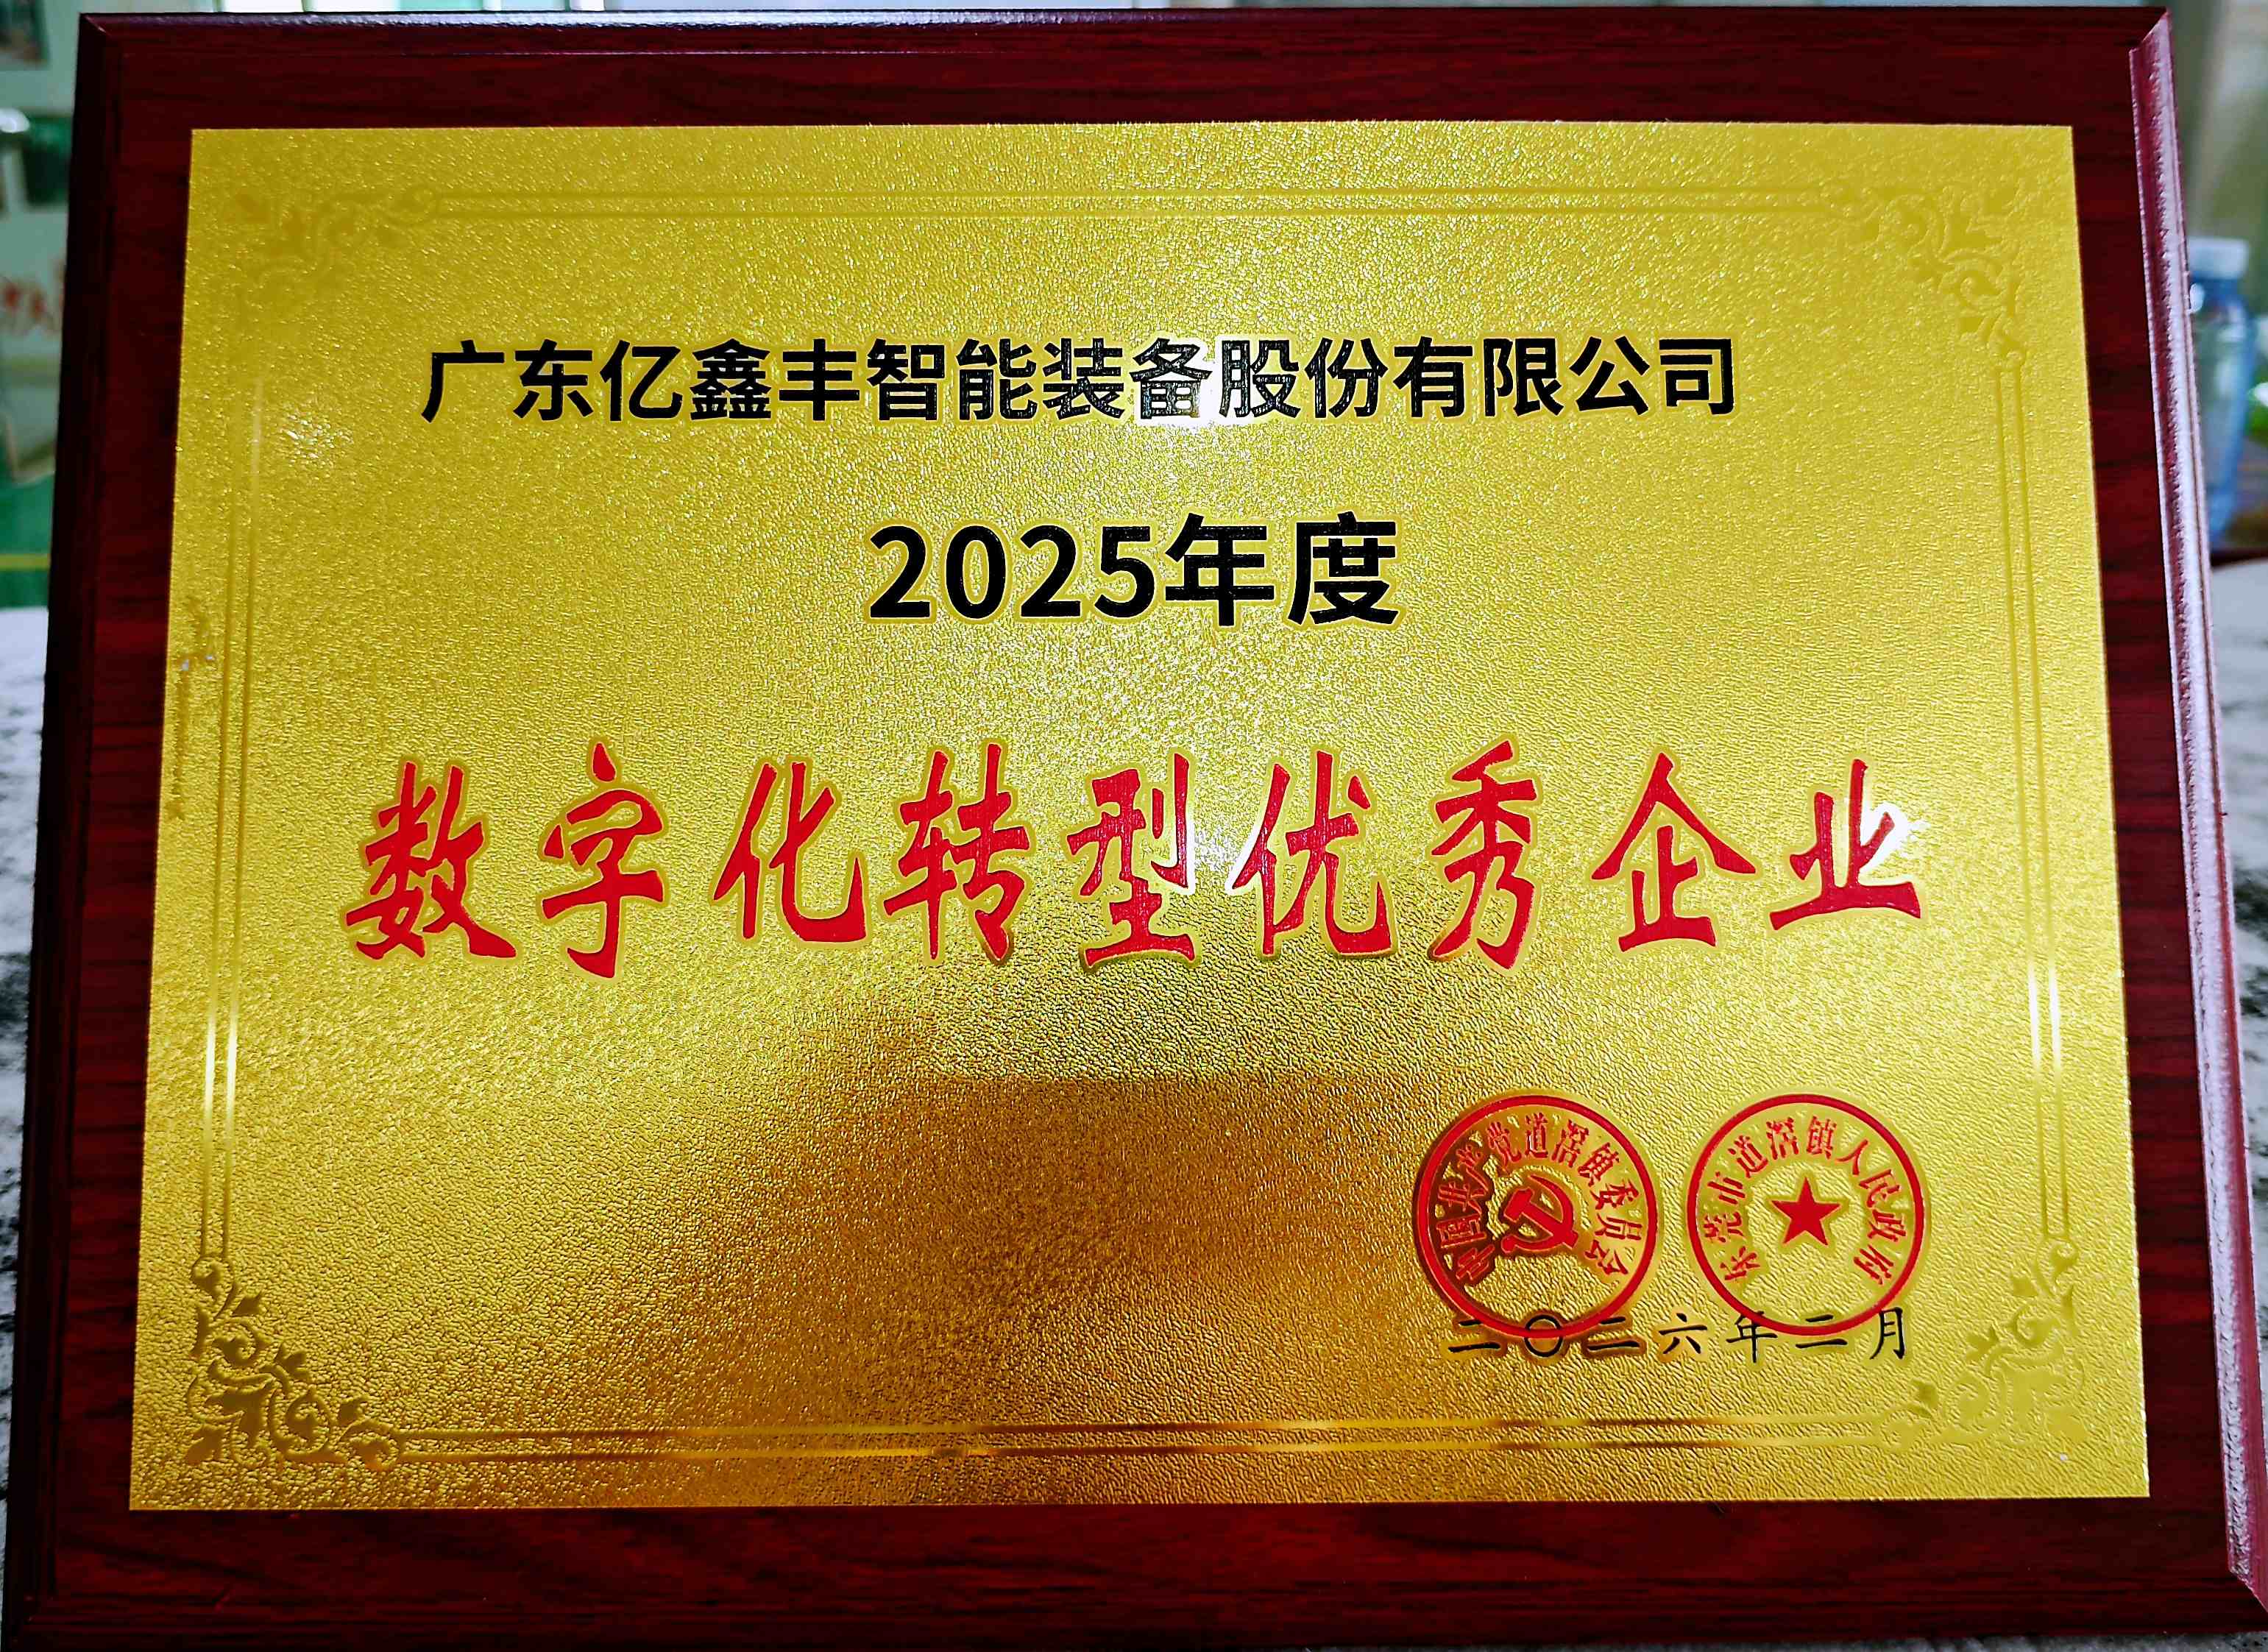 广东亿鑫丰智能装备股份有限公司
2025年度
数字化转型优秀企业
中国共产党道滘镇委员会
东莞市道滘镇人民政府
二〇二六年二月